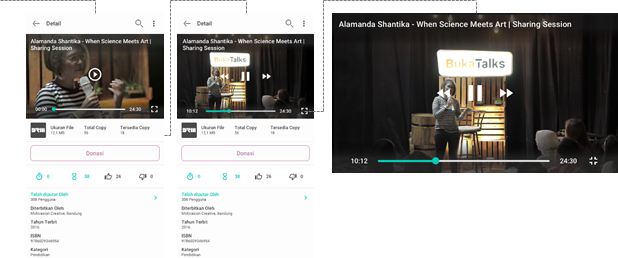 Detail
Alamanda Shantika - When Science Meets Art |
Sharing Session
00:00
24:30
Ukuran File
12,1 MB
Total Copy
56
Tersedia Copy
18
Donasi
0
38
26
0
Telah diputar Oleh
308 Pengguna
Diterbitkan Oleh
Motivasion Creative, Bandung
Tahun Terbit
2016
ISBN
9786039346954
Kategori
Pendidikan
Detail
Alamanda Shantika - When Science Meets Art |
Sharing Session
BukaTalks
10:12
24:30
Ukuran File
12,1 MB
Total Copy
56
Tersedia Copy
18
Donasi
0
38
26
0
Telah diputar Oleh
308 Pengguna
Diterbitkan Oleh
Motivasion Creative, Bandung
Tahun Terbit
2016
ISBN
9786039346954
Kategori
Pendidikan
Alamanda Shantika - When Science Meets Art | Sharing Session
BukaTalks
10:12
24:30